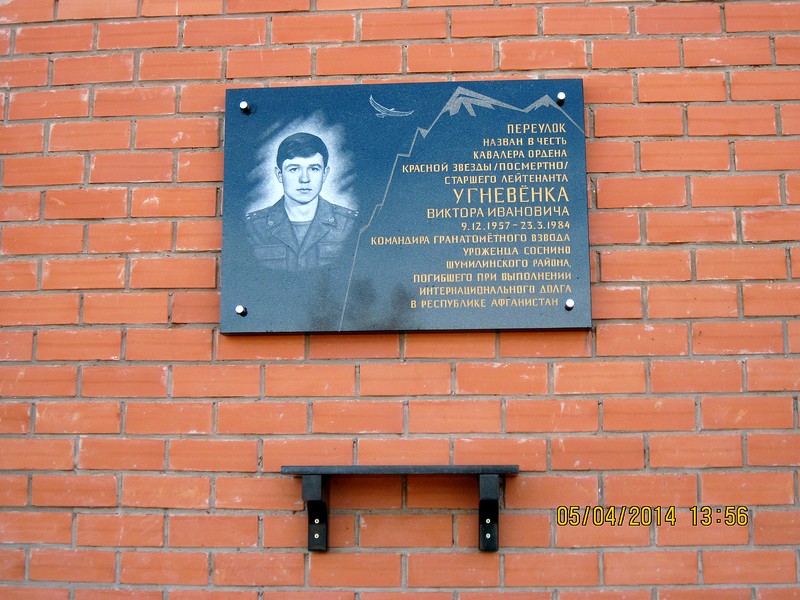 ПЕРЕУЛОК
НАЗВАН В ЧЕСТЬ
КАВАЛЕРА ОРДЕНА
КРАСНОЙ ЗВЕЗДЫ /ПОСМЕРТНО/
СТАРШЕГО ЛЕЙТЕНАНТА
УГНЕВЁНКА
ВИКТОРА ИВАНОВИЧА
9.12.1957 - 23.3.1984
КОМАНДИРА ГРАНАТОМЁТНОГО ВЗВОДА
УРОЖЕНЦА СОСНИНО
ШУМИЛИНСКОГО РАЙОНА,
ПОГИБШЕГО ПРИ ВЫПОЛНЕНИИ
ИНТЕРНАЦИОНАЛЬНОГО ДОЛГА
В РЕСПУБЛИКЕ АФГАНИСТАН
05/04/2014 13:56